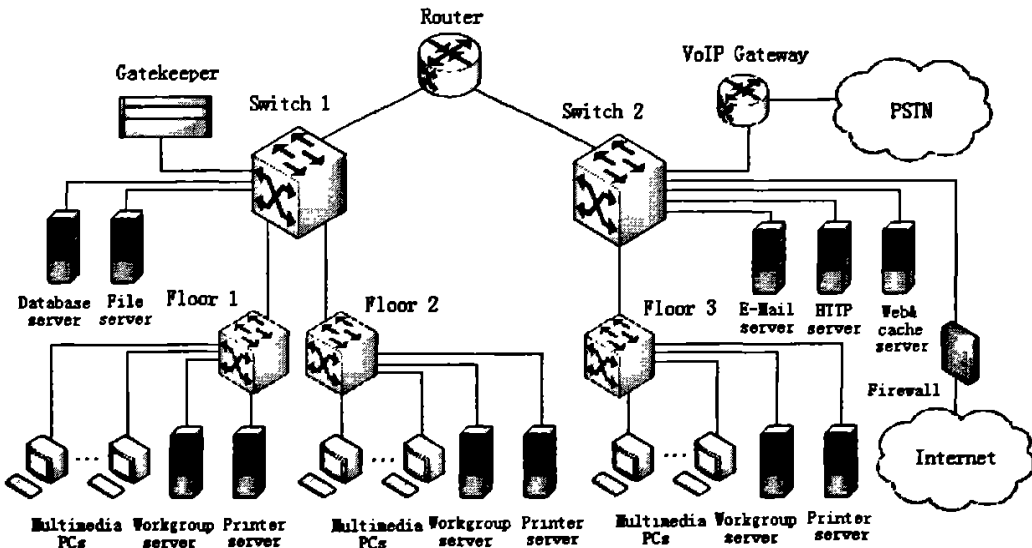 Router
VoIP Gateway
Gatekeeper
PSTN
Switch 1
Switch 2
Database
server
File
server
Floor 1
Floor 2
Floor 3
E-Mail
server
HTTP
server
Web&
cache
server
Firewall
Internet
Multimedia
PCs
Workgroup
server
Printer
server
Multimedia
PCs
Workgroup
server
Printer
server
Multimedia
PCs
Workgroup
server
Printer
server